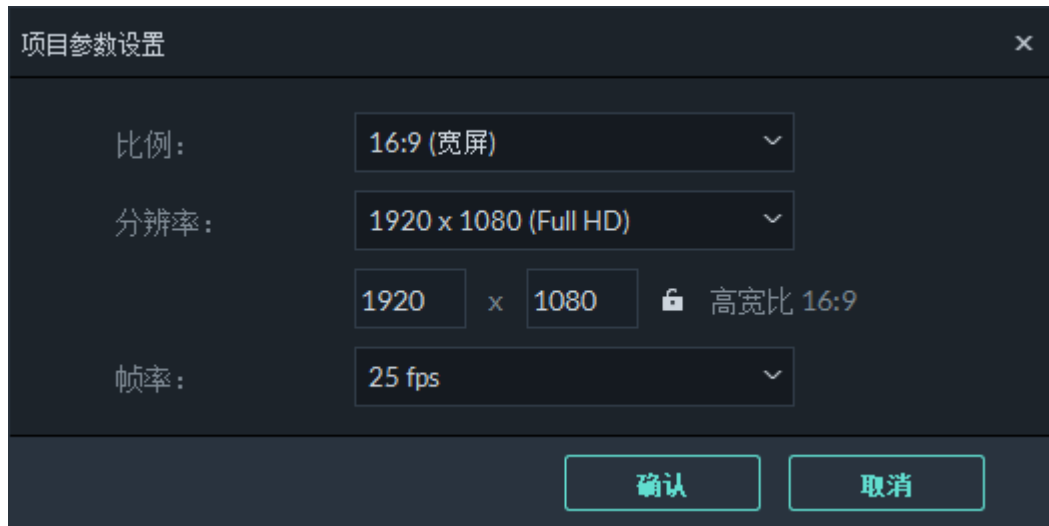 项目参数设置
比例： 16:9 (宽屏)
分辨率： 1920 x 1080 (Full HD)
1920 x 1080 高宽比 16:9
帧率： 25 fps
确认 取消